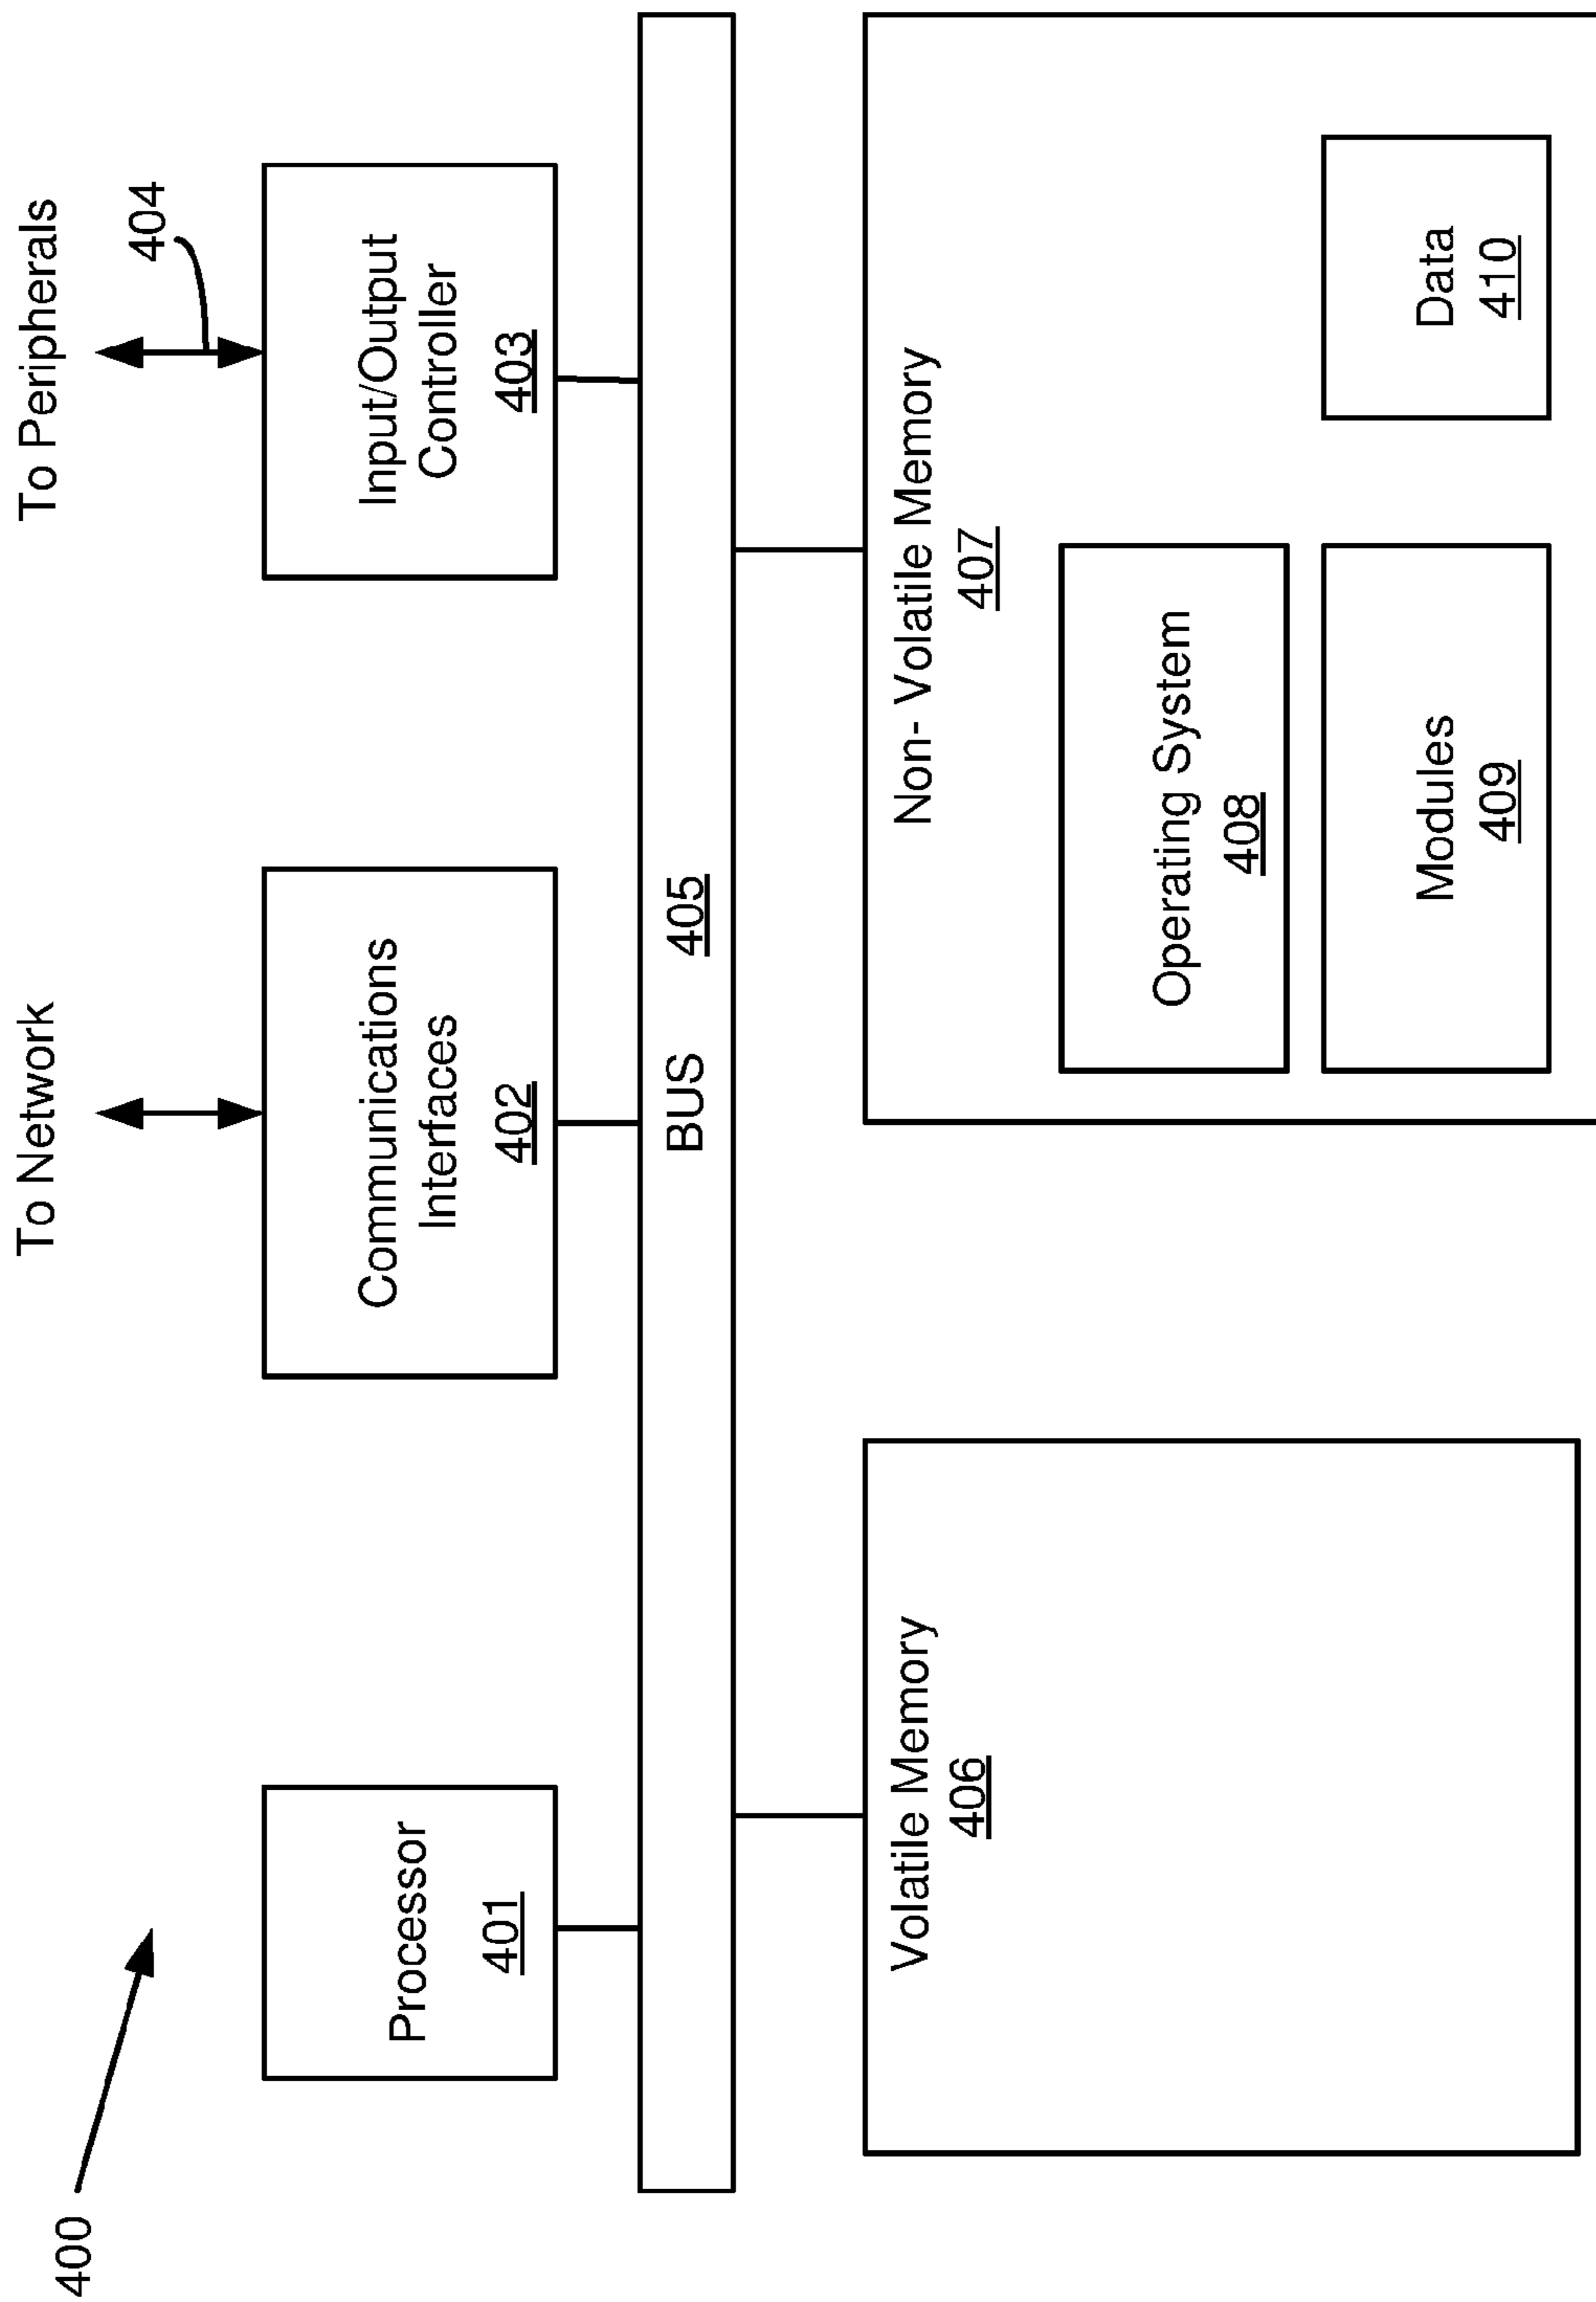 400
To Network
To Peripherals
404
Processor
401
Communications
Interfaces
402
Input/Output
Controller
403
BUS 405
Volatile Memory
406
Non- Volatile Memory
407
Operating System
408
Modules
409
Data
410